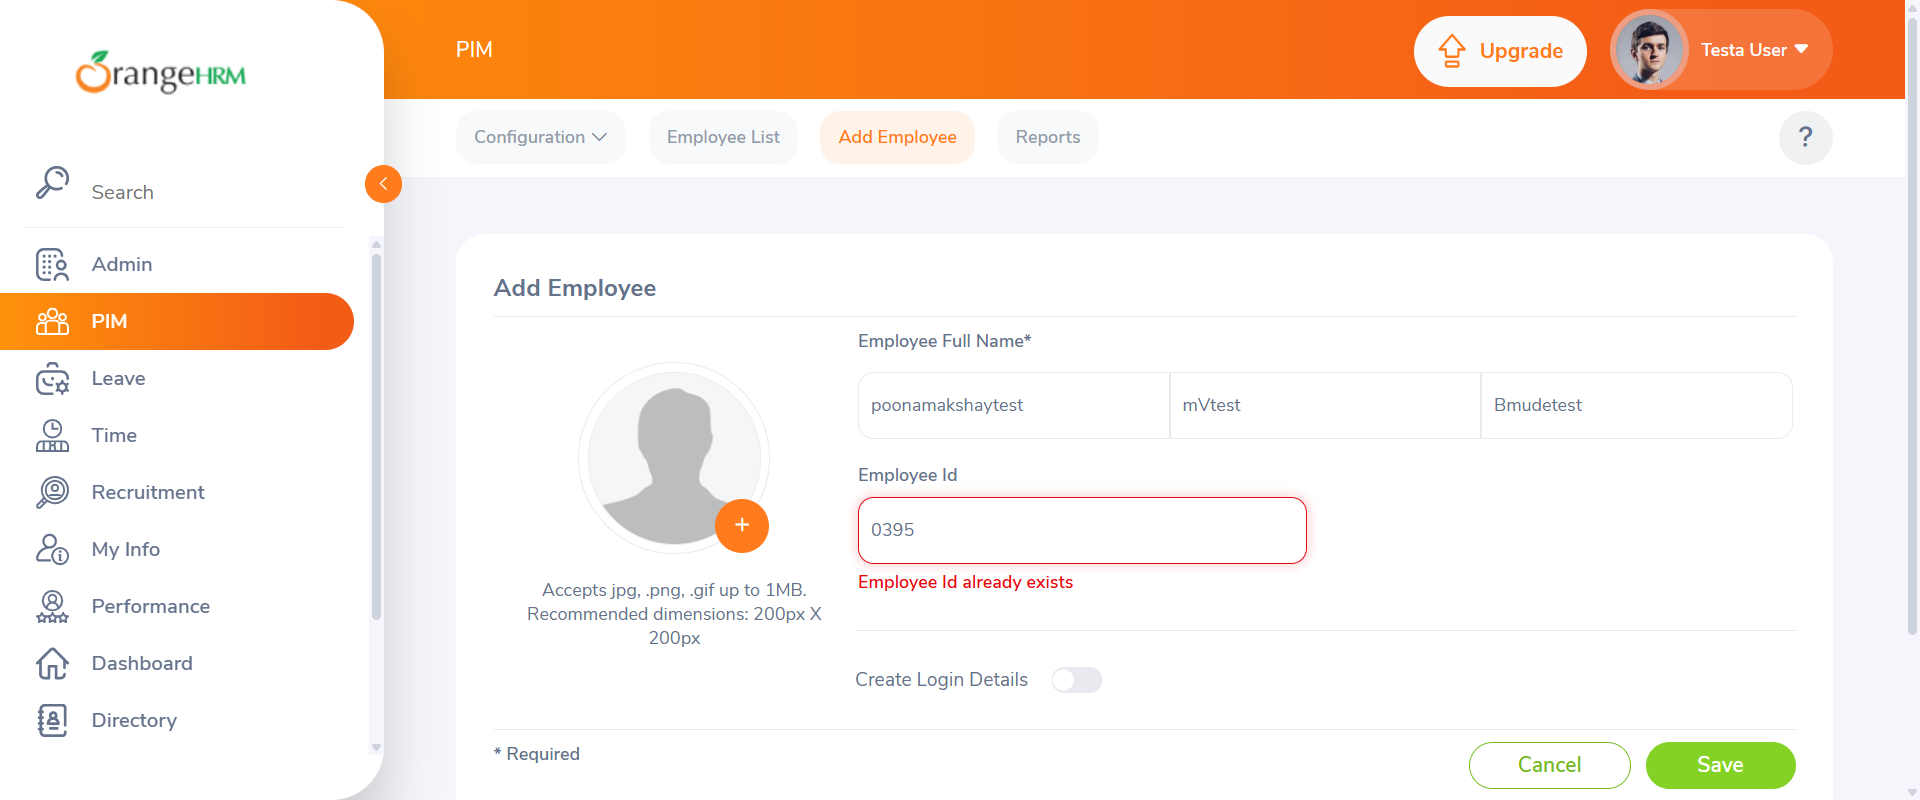 OrangeHRM
Search
Admin
PIM
Leave
Time
Recruitment
My Info
Performance
Dashboard
Directory
PIM
Upgrade
Testa User
Configuration
Employee List
Add Employee
Reports
?
Add Employee
Accepts jpg, .png, .gif up to 1MB.
Recommended dimensions: 200px X
200px
Employee Full Name*
poonamakshaytest
mVtest
Bmudetest
Employee Id
0395
Employee Id already exists
Create Login Details
* Required
Cancel
Save